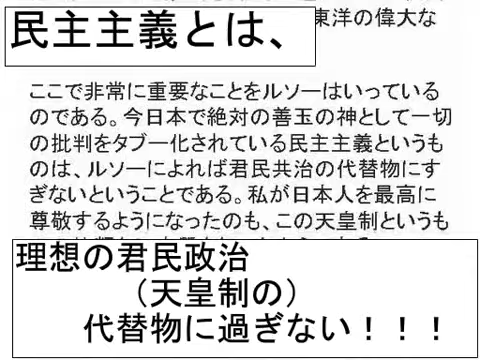 東洋の偉大な
民主主義とは、
ここで非常に重要なことをルソーはいっている
のである。今日本で絶対の善玉の神として一切
の批判をタブー化されている民主主義というも
のは、ルソーによれば君民共治の代替物にす
ぎないということである。私が日本人を最高に
尊敬するようになったのも、この天皇制というも
理想の君民政治
（天皇制の）
代替物に過ぎない！！！